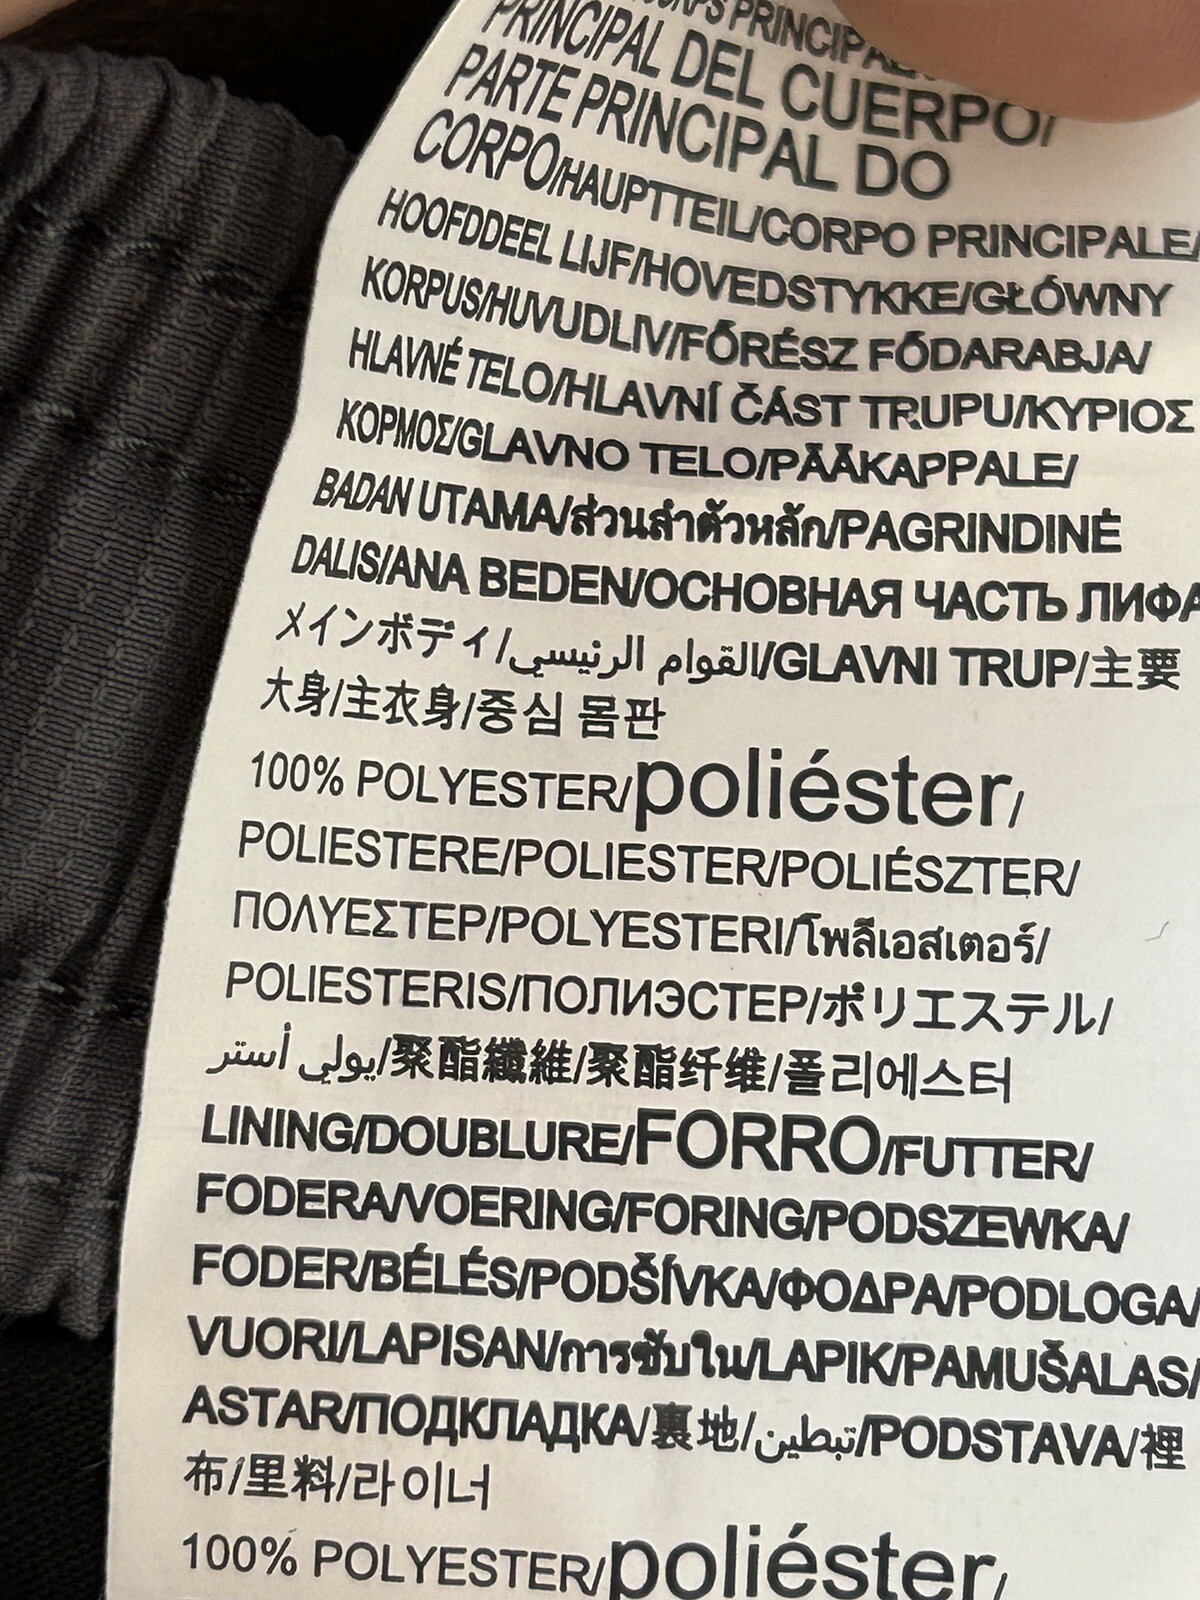 CORPS PRINCIPAL
PRINCIPAL DEL CUERPO/
PARTE PRINCIPAL DO
CORPO/HAUPTTEIL/CORPO PRINCIPALE/
HOOFDDEEL LIJF/HOVEDSTYKKE/GŁÓWNY
KORPUS/HUVUDLIV/FŐRÉSZ FŐDARABJA/
HLAVNÉ TELO/HLAVNÍ ČÁST TRUPU/ΚΥΡΙΟΣ
ΚΟΡΜΟΣ/GLAVNO TELO/PÄÄKAPPALE/
BADAN UTAMA/ส่วนลำตัวหลัก/PAGRINDINĖ
DALIS/ANA BEDEN/ОСНОВНАЯ ЧАСТЬ ЛИФА
メインボディ/القوام الرئيسي/GLAVNI TRUP/主要
大身/主衣身/중심 몸판
100% POLYESTER/poliéster/
POLIESTERE/POLIESTER/POLIÉSZTER/
ΠΟΛΥΕΣΤΕΡ/POLYESTERI/โพลีเอสเตอร์/
POLIESTERIS/ПОЛИЭСТЕР/ポリエステル/
يولي أستر/聚酯纖維/聚酯纤维/폴리에스터
LINING/DOUBLURE/FORRO/FUTTER/
FODERA/VOERING/FORING/PODSZEWKA/
FODER/BÉLÉS/PODŠÍVKA/ΦΟΔΡΑ/PODLOGA/
VUORI/LAPISAN/การซับใน/LAPIK/PAMUŠALAS/
ASTAR/ПОДКЛАДКА/裏地/تبطين/PODSTAVA/裡
布/里料/라이너
100% POLYESTER/poliéster/